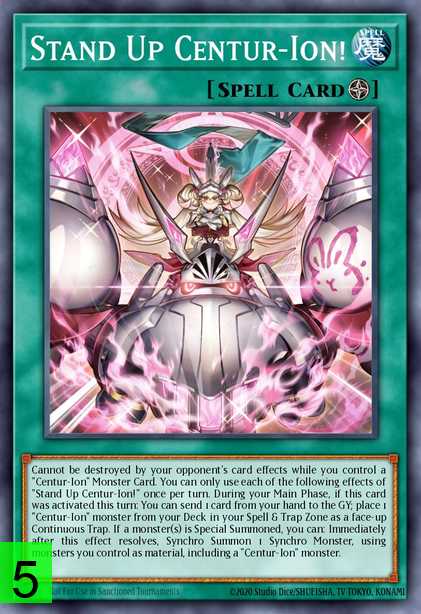 STAND UP CENTUR-ION!
SPELL
魔
[SPELL CARD]
Cannot be destroyed by your opponent's card effects while you control a
"Centur-Ion" Monster Card. You can only use each of the following effects of
"Stand Up Centur-Ion!" once per turn. During your Main Phase, if this card
was activated this turn: You can send 1 card from your hand to the GY; place 1
"Centur-Ion" monster from your Deck in your Spell & Trap Zone as a face-up
Continuous Trap. If a monster(s) is Special Summoned, you can: Immediately
after this effect resolves, Synchro Summon 1 Synchro Monster, using
monsters you control as material, including a "Centur-Ion" monster.
5
For Use in Sanctioned Tournaments
©2020 Studio Dice/SHUEISHA, TV TOKYO, KONAMI